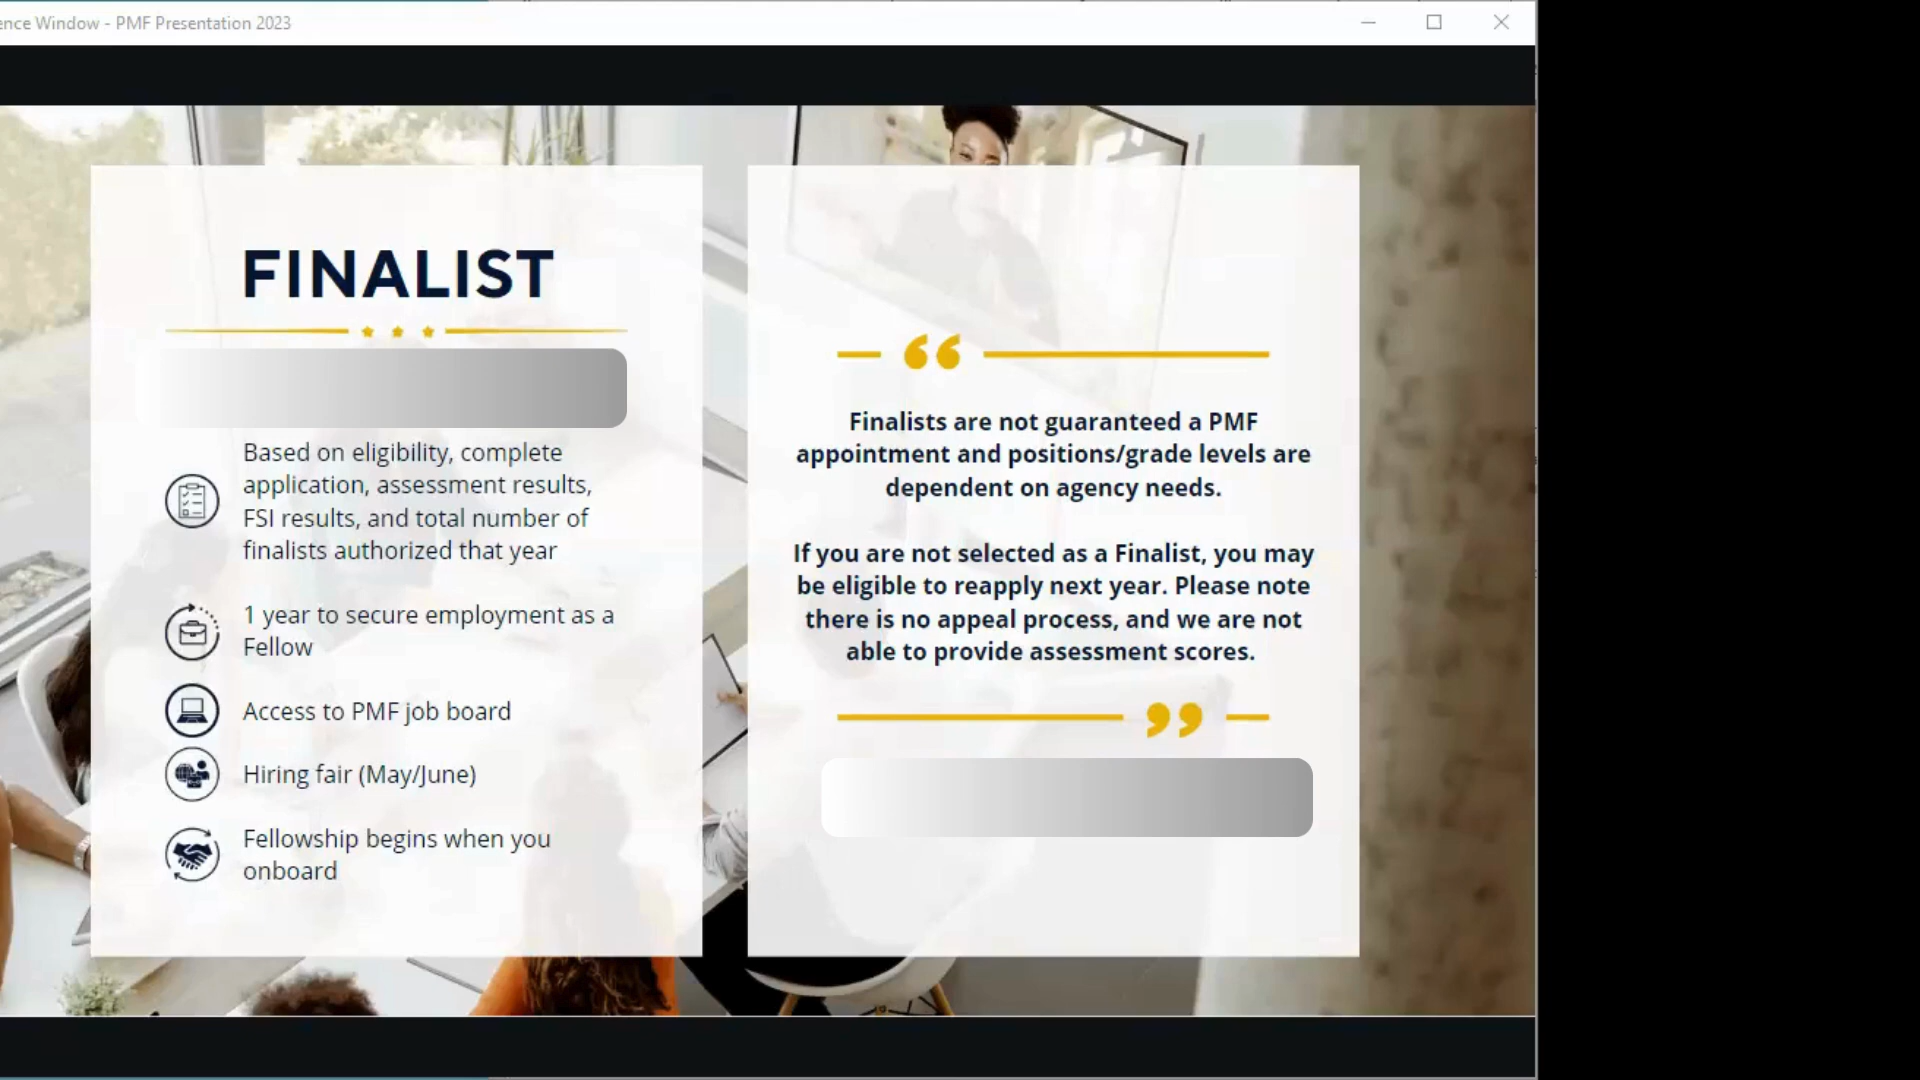 ence Window - PMF Presentation 2023
FINALIST
Based on eligibility, complete
application, assessment results,
FSI results, and total number of
finalists authorized that year
1 year to secure employment as a
Fellow
Access to PMF job board
Hiring fair (May/June)
Fellowship begins when you
onboard
“
Finalists are not guaranteed a PMF
appointment and positions/grade levels are
dependent on agency needs.
If you are not selected as a Finalist, you may
be eligible to reapply next year. Please note
there is no appeal process, and we are not
able to provide assessment scores.
”